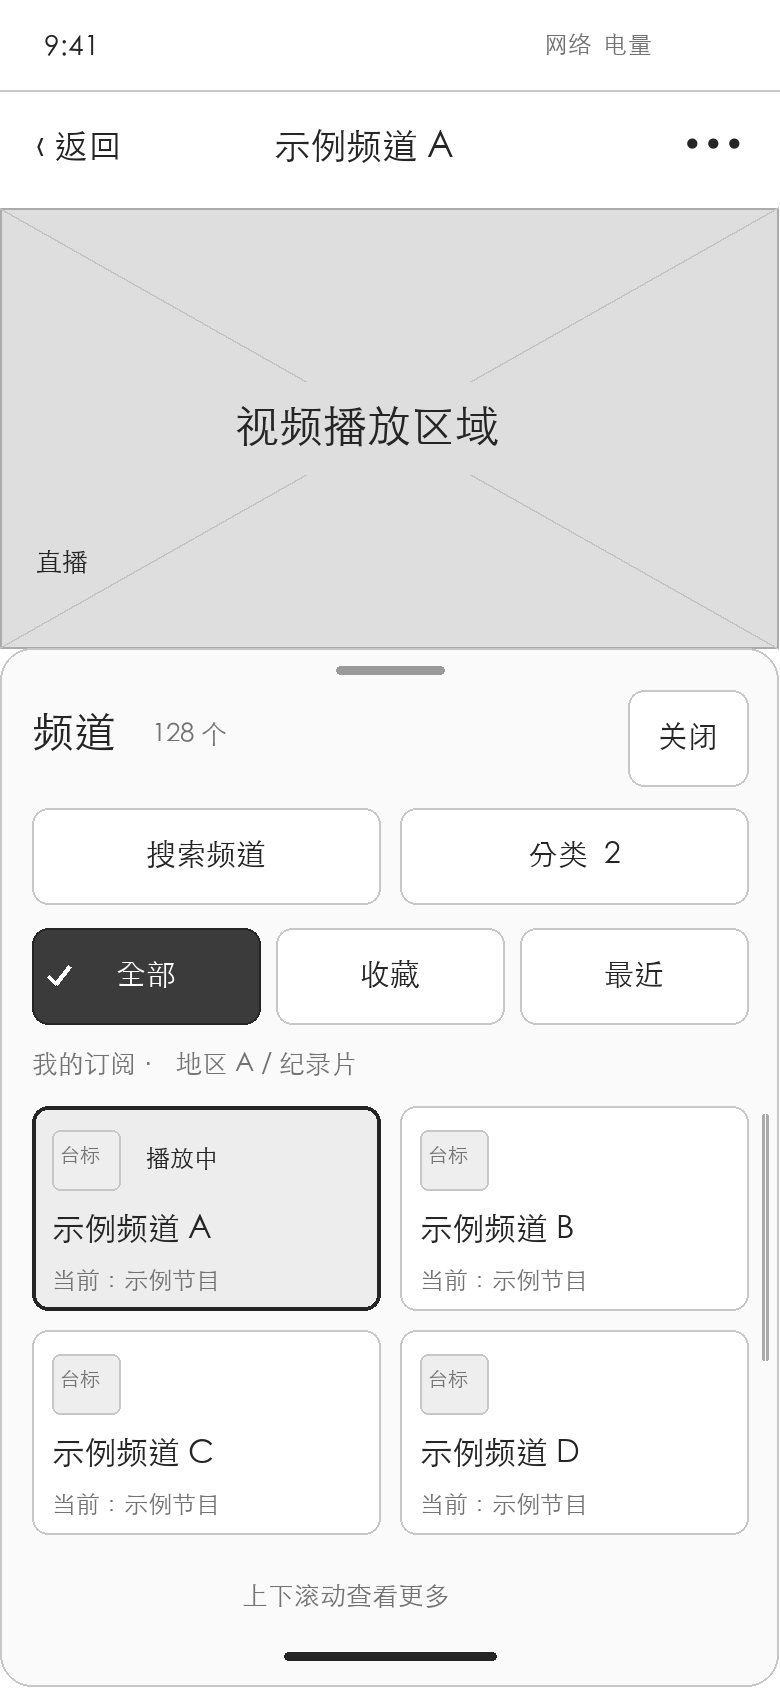 9:41 网络 电量
‹ 返回 示例频道 A •••
视频播放区域
直播
频道 128 个 关闭
搜索频道 分类 2
全部 收藏 最近
我的订阅 · 地区 A / 纪录片
台标 播放中
示例频道 A
当前：示例节目
台标
示例频道 B
当前：示例节目
台标
示例频道 C
当前：示例节目
台标
示例频道 D
当前：示例节目
上下滚动查看更多